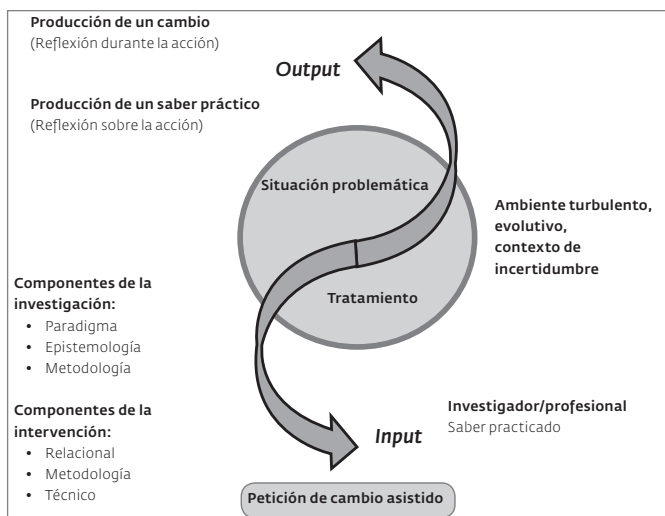 Producción de un cambio
(Reflexión durante la acción)
Output
Producción de un saber práctico
(Reflexión sobre la acción)
Situación problemática
Ambiente turbulento,
evolutivo,
contexto de
incertidumbre
Tratamiento
Componentes de la
investigación:
• Paradigma
• Epistemología
• Metodología
Componentes de la
intervención:
• Relacional
• Metodología
• Técnico
Investigador/profesional
Saber practicado
Input
Petición de cambio asistido